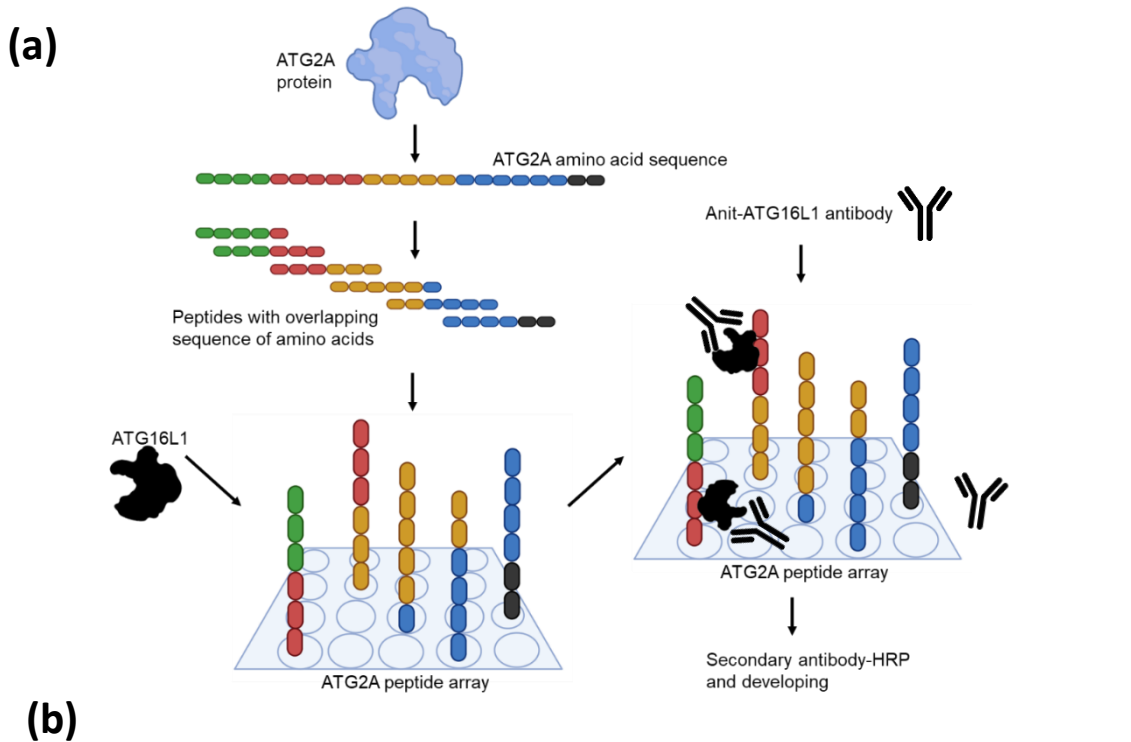 (a)
ATG2A
protein
ATG2A amino acid sequence
Anit-ATG16L1 antibody
Peptides with overlapping
sequence of amino acids
ATG16L1
ATG2A peptide array
ATG2A peptide array
Secondary antibody-HRP
and developing
(b)